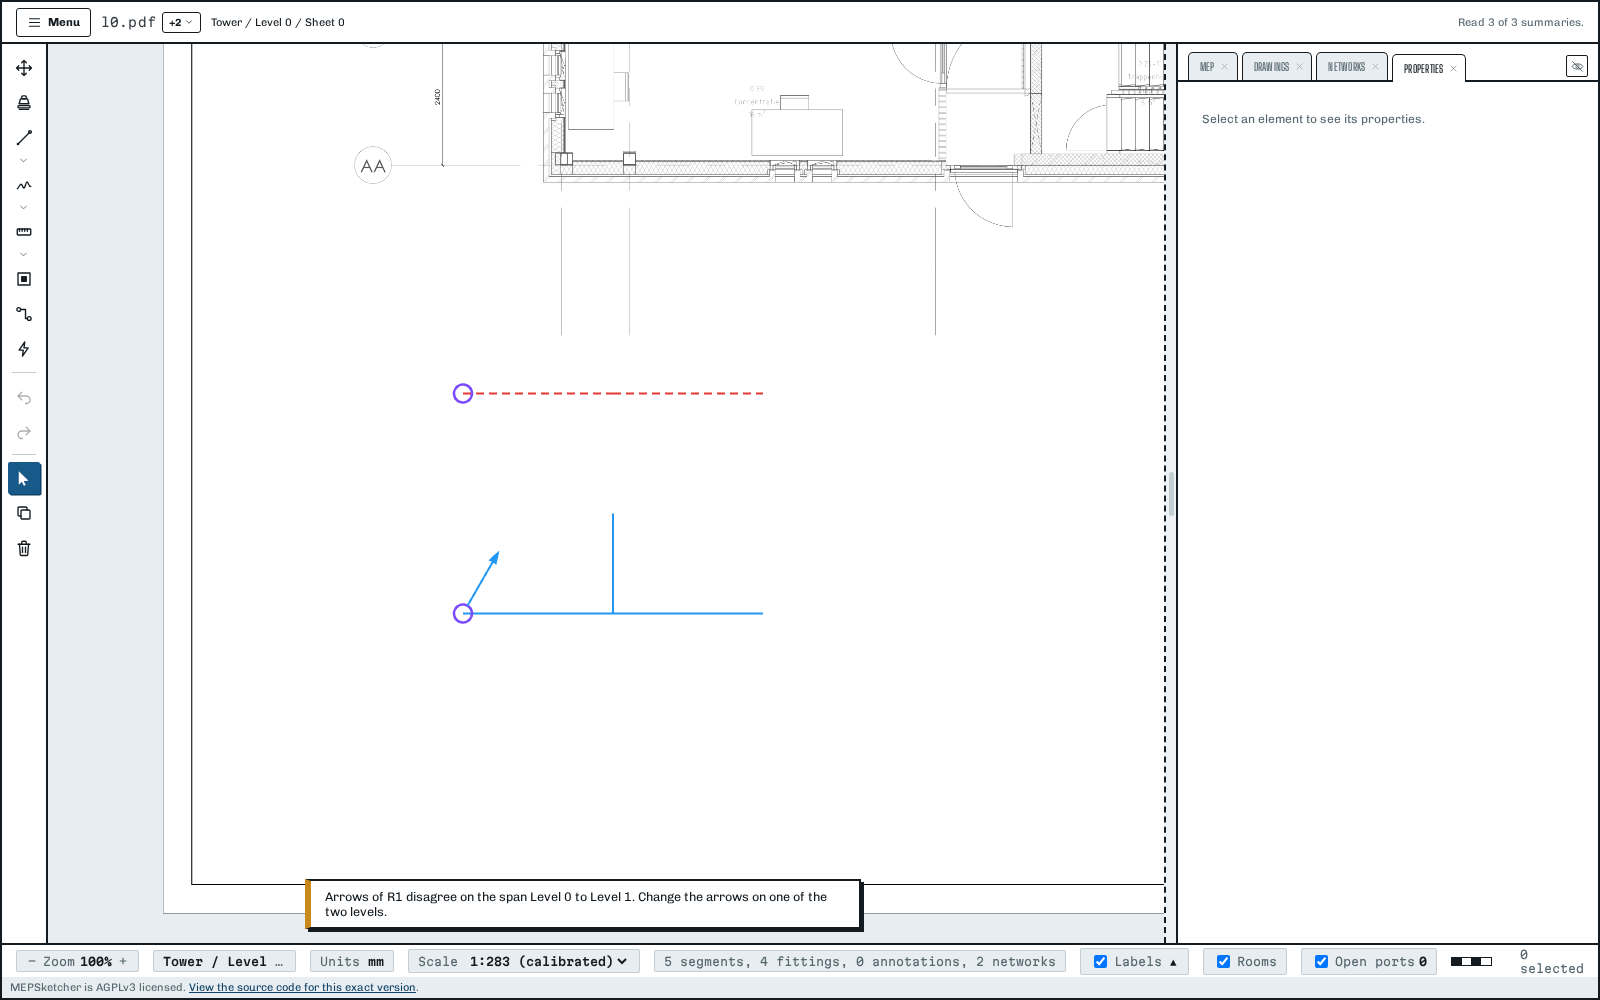 Menu l0.pdf +2 Tower / Level 0 / Sheet 0 Read 3 of 3 summaries.
MEP DRAWINGS NETWORKS PROPERTIES
Select an element to see its properties.
2400
0.39
Concentratie
AA
Arrows of R1 disagree on the span Level 0 to Level 1. Change the arrows on one of the
two levels.
− Zoom 100% + Tower / Level … Units mm Scale 1:283 (calibrated) 5 segments, 4 fittings, 0 annotations, 2 networks Labels ▲ Rooms Open ports 0 0 selected
MEPSketcher is AGPLv3 licensed. View the source code for this exact version.